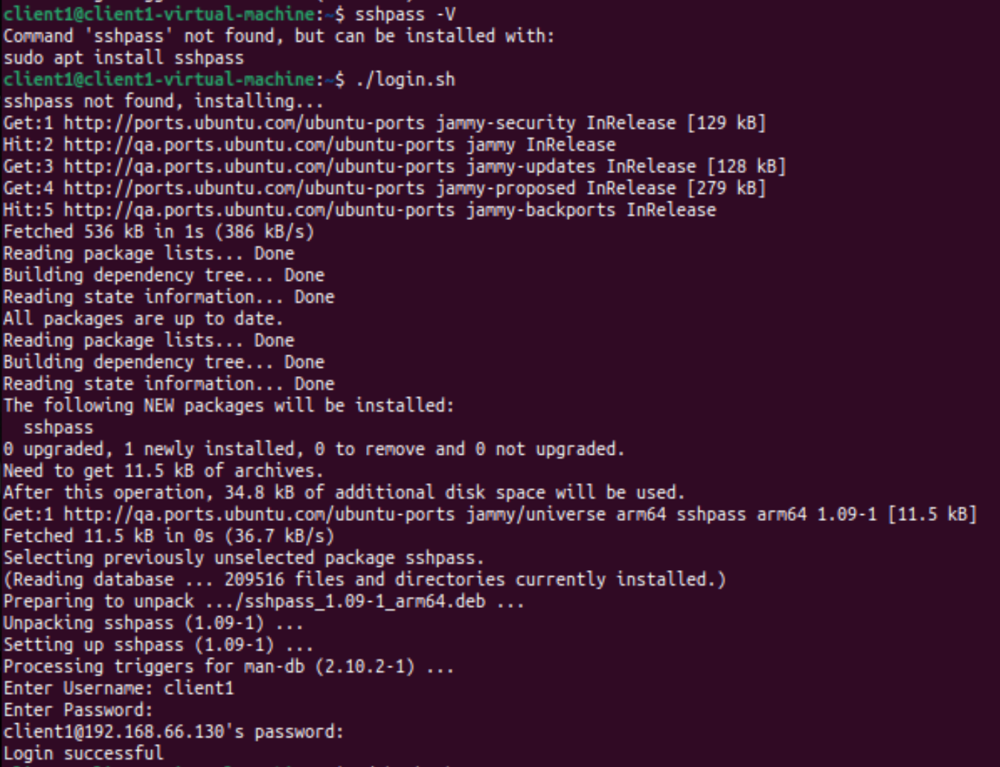 client1@client1-virtual-machine:~$ sshpass -V
Command 'sshpass' not found, but can be installed with:
sudo apt install sshpass
client1@client1-virtual-machine:~$ ./login.sh
sshpass not found, installing...
Get:1 http://ports.ubuntu.com/ubuntu-ports jammy-security InRelease [129 kB]
Hit:2 http://qa.ports.ubuntu.com/ubuntu-ports jammy InRelease
Get:3 http://qa.ports.ubuntu.com/ubuntu-ports jammy-updates InRelease [128 kB]
Get:4 http://ports.ubuntu.com/ubuntu-ports jammy-proposed InRelease [279 kB]
Hit:5 http://qa.ports.ubuntu.com/ubuntu-ports jammy-backports InRelease
Fetched 536 kB in 1s (386 kB/s)
Reading package lists... Done
Building dependency tree... Done
Reading state information... Done
All packages are up to date.
Reading package lists... Done
Building dependency tree... Done
Reading state information... Done
The following NEW packages will be installed:
  sshpass
0 upgraded, 1 newly installed, 0 to remove and 0 not upgraded.
Need to get 11.5 kB of archives.
After this operation, 34.8 kB of additional disk space will be used.
Get:1 http://qa.ports.ubuntu.com/ubuntu-ports jammy/universe arm64 sshpass arm64 1.09-1 [11.5 kB]
Fetched 11.5 kB in 0s (36.7 kB/s)
Selecting previously unselected package sshpass.
(Reading database ... 209516 files and directories currently installed.)
Preparing to unpack .../sshpass_1.09-1_arm64.deb ...
Unpacking sshpass (1.09-1) ...
Setting up sshpass (1.09-1) ...
Processing triggers for man-db (2.10.2-1) ...
Enter Username: client1
Enter Password:
client1@192.168.66.130's password:
Login successful